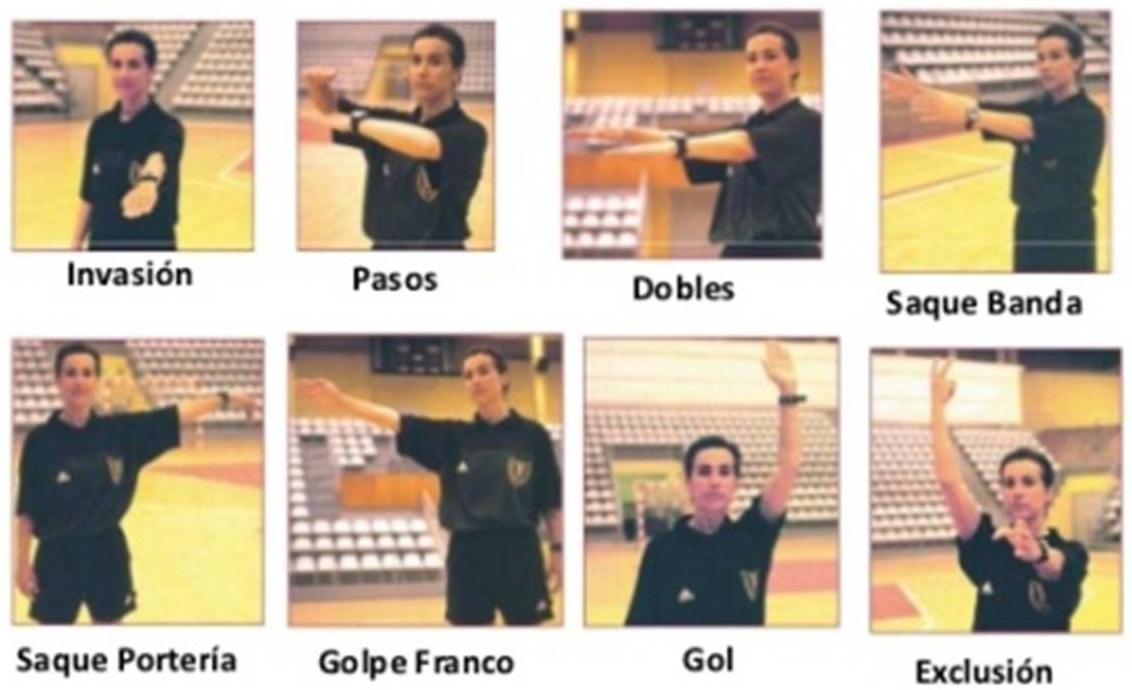 Invasión
Pasos
Dobles
Saque Banda
Saque Portería
Golpe Franco
Gol
Exclusión